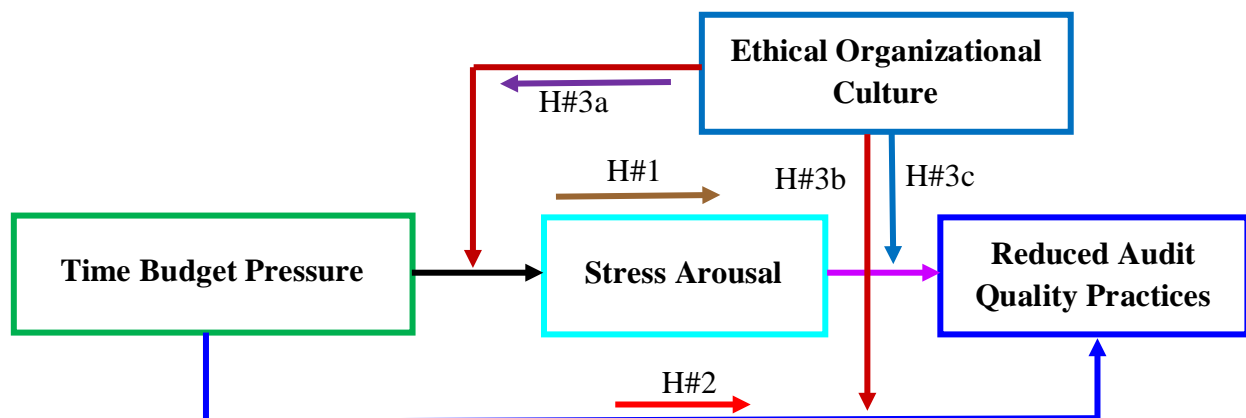 Ethical Organizational
Culture
H#3a
H#1
H#3b
H#3c
Time Budget Pressure
Stress Arousal
Reduced Audit
Quality Practices
H#2